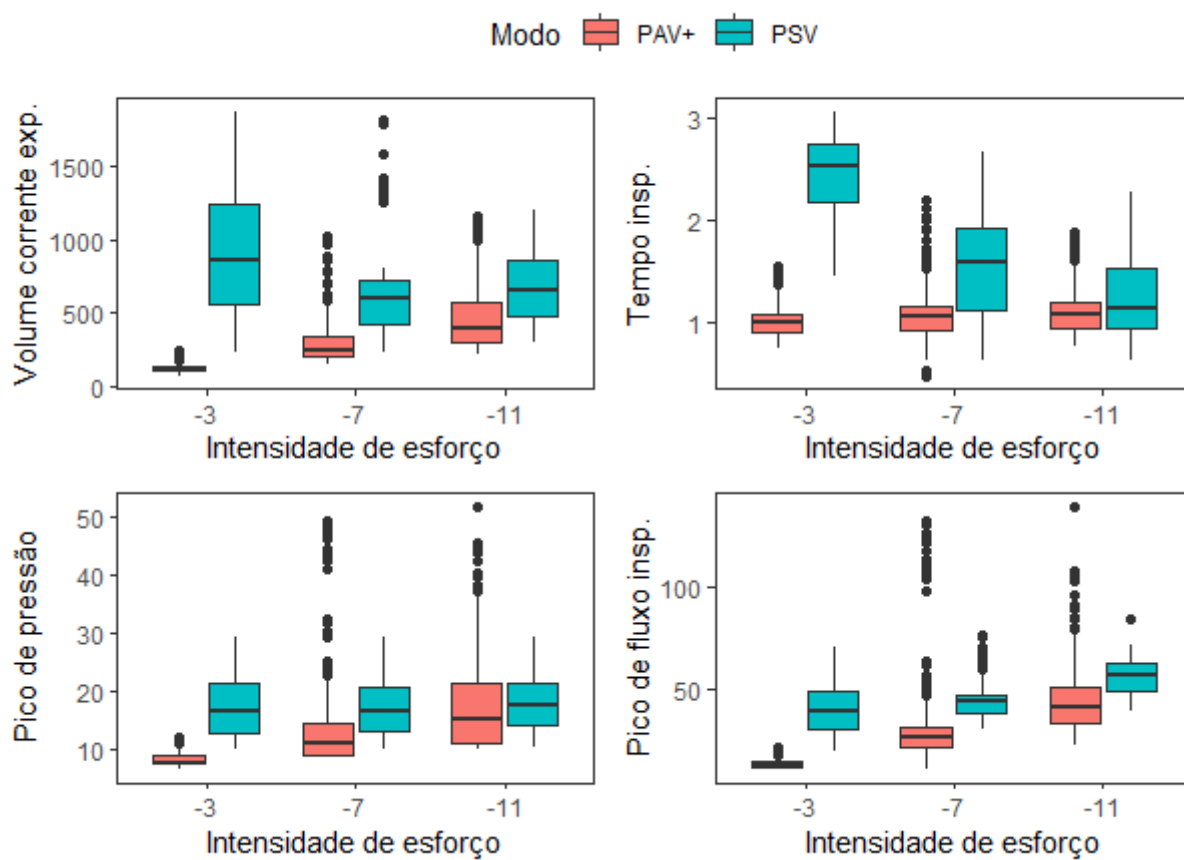 Modo PAV+ PSV
Volume corrente exp.
1500
1000
500
0
-3 -7 -11
Intensidade de esforço
Tempo insp.
3
2
1
-3 -7 -11
Intensidade de esforço
Pico de pressão
50
40
30
20
10
-3 -7 -11
Intensidade de esforço
Pico de fluxo insp.
100
50
-3 -7 -11
Intensidade de esforço